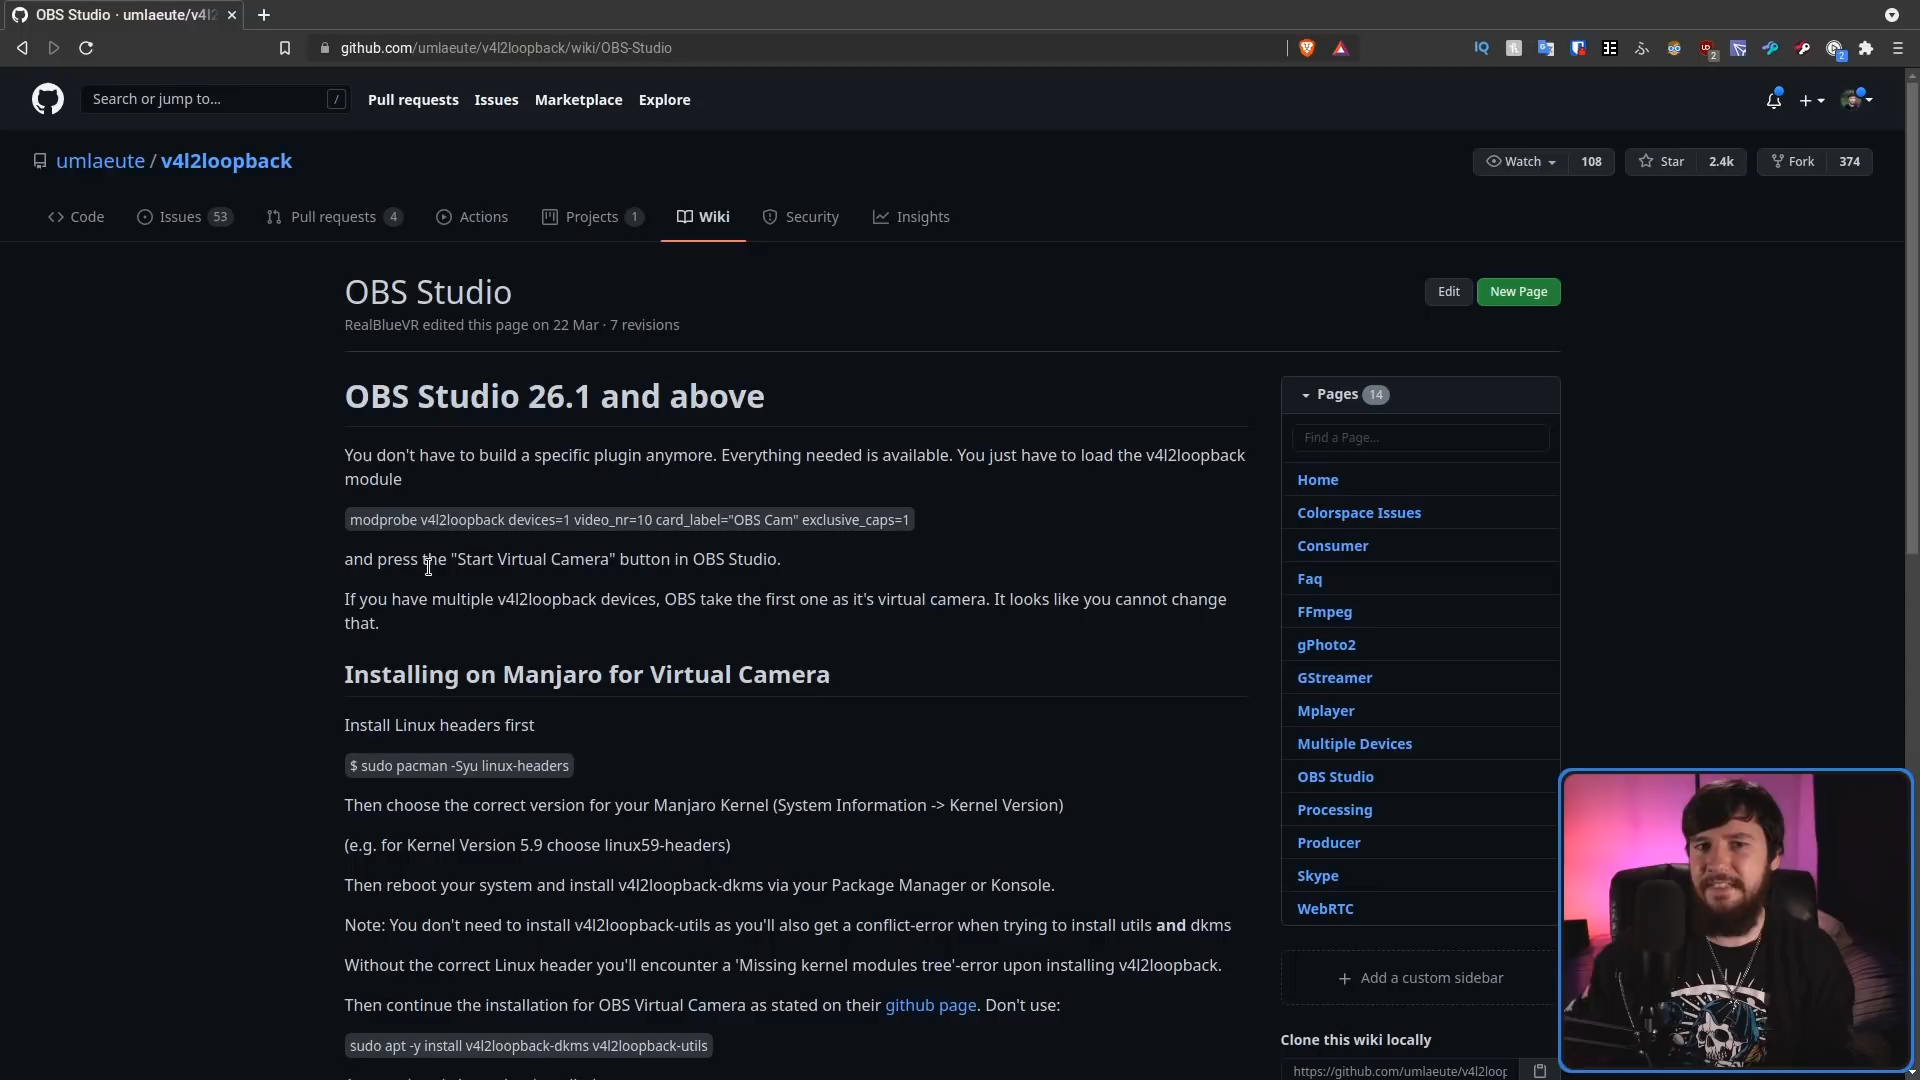 OBS Studio · umlaeute/v4l2
github.com/umlaeute/v4l2loopback/wiki/OBS-Studio
Search or jump to... /
Pull requests Issues Marketplace Explore
umlaeute / v4l2loopback
Watch 108 Star 2.4k Fork 374
Code Issues 53 Pull requests 4 Actions Projects 1 Wiki Security Insights
OBS Studio
Edit New Page
RealBlueVR edited this page on 22 Mar · 7 revisions
OBS Studio 26.1 and above
You don't have to build a specific plugin anymore. Everything needed is available. You just have to load the v4l2loopback
module
modprobe v4l2loopback devices=1 video_nr=10 card_label="OBS Cam" exclusive_caps=1
and press the "Start Virtual Camera" button in OBS Studio.
If you have multiple v4l2loopback devices, OBS take the first one as it's virtual camera. It looks like you cannot change
that.
Installing on Manjaro for Virtual Camera
Install Linux headers first
$ sudo pacman -Syu linux-headers
Then choose the correct version for your Manjaro Kernel (System Information -> Kernel Version)
(e.g. for Kernel Version 5.9 choose linux59-headers)
Then reboot your system and install v4l2loopback-dkms via your Package Manager or Konsole.
Note: You don't need to install v4l2loopback-utils as you'll also get a conflict-error when trying to install utils and dkms
Without the correct Linux header you'll encounter a 'Missing kernel modules tree'-error upon installing v4l2loopback.
Then continue the installation for OBS Virtual Camera as stated on their github page. Don't use:
sudo apt -y install v4l2loopback-dkms v4l2loopback-utils
Pages 14
Find a Page...
Home
Colorspace Issues
Consumer
Faq
FFmpeg
gPhoto2
GStreamer
Mplayer
Multiple Devices
OBS Studio
Processing
Producer
Skype
WebRTC
Add a custom sidebar
Clone this wiki locally
https://github.com/umlaeute/v4l2loop